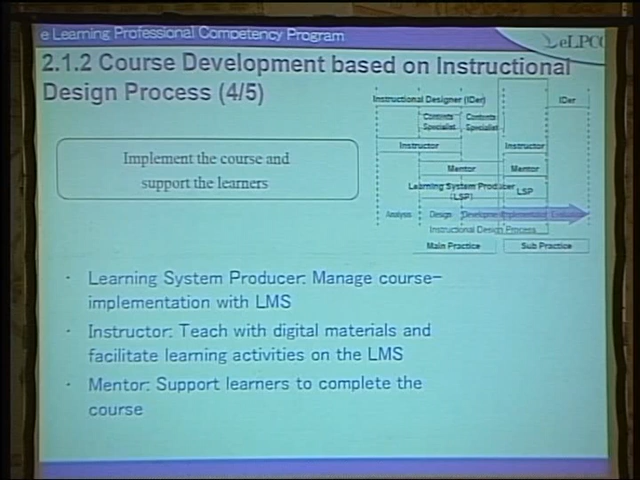 e Learning Professional Competency Program
eLPCO
2.1.2 Course Development based on Instructional
Design Process (4/5)
Instructional Designer (IDer)
IDer
Contents
Specialist
Contents
Specialist
Instructor
Instructor
Mentor
Mentor
Learning System Producer
(LSP)
LSP
Analysis
Design
Development
Implementation
Evaluation
Instructional Design Process
Main Practice
Sub Practice
Implement the course and
support the learners
· Learning System Producer: Manage course-
implementation with LMS
· Instructor: Teach with digital materials and
facilitate learning activities on the LMS
· Mentor: Support learners to complete the
course